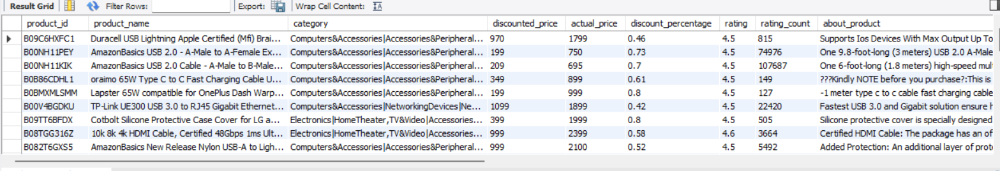 Result Grid Filter Rows: Export: Wrap Cell Content:
product_id product_name category discounted_price actual_price discount_percentage rating rating_count about_product
B09C6HXFC1 Duracell USB Lightning Apple Certified (Mfi) Brai... Computers&Accessories|Accessories&Peripheral... 970 1799 0.46 4.5 815 Supports Ios Devices With Max Output Up To
B00NH11PEY AmazonBasics USB 2.0 - A-Male to A-Female Ex... Computers&Accessories|Accessories&Peripheral... 199 750 0.73 4.5 74976 One 9.8-foot-long (3 meters) USB 2.0 A-Male
B00NH11KIK AmazonBasics USB 2.0 Cable - A-Male to B-Male... Computers&Accessories|Accessories&Peripheral... 209 695 0.7 4.5 107687 One 6-foot-long (1.8 meters) high-speed mul
B0B86CDHL1 oraimo 65W Type C to C Fast Charging Cable U... Computers&Accessories|Accessories&Peripheral... 349 899 0.61 4.5 149 ???Kindly NOTE before you purchase?:This is
B0BMXMLSMM Lapster 65W compatible for OnePlus Dash Warp... Computers&Accessories|Accessories&Peripheral... 199 999 0.8 4.5 127 -1 meter type c to c cable fast charging cable
B00V4BGDKU TP-Link UE300 USB 3.0 to RJ45 Gigabit Ethernet... Computers&Accessories|NetworkingDevices|Ne... 1099 1899 0.42 4.5 22420 Fastest USB 3.0 and Gigabit solution ensure h
B09TT6BFDX Cotbolt Silicone Protective Case Cover for LG a... Electronics|HomeTheater,TV&Video|Accessories... 399 1999 0.8 4.5 505 Silicone protective cover is specially designed
B08TGG316Z 10k 8k 4k HDMI Cable, Certified 48Gbps 1ms Ult... Electronics|HomeTheater,TV&Video|Accessories... 999 2399 0.58 4.6 3664 Certified HDMI Cable: The package has an of
B082T6GXS5 AmazonBasics New Release Nylon USB-A to Ligh... Computers&Accessories|Accessories&Peripheral... 999 2100 0.52 4.5 5492 Added Protection: An additional layer of prot